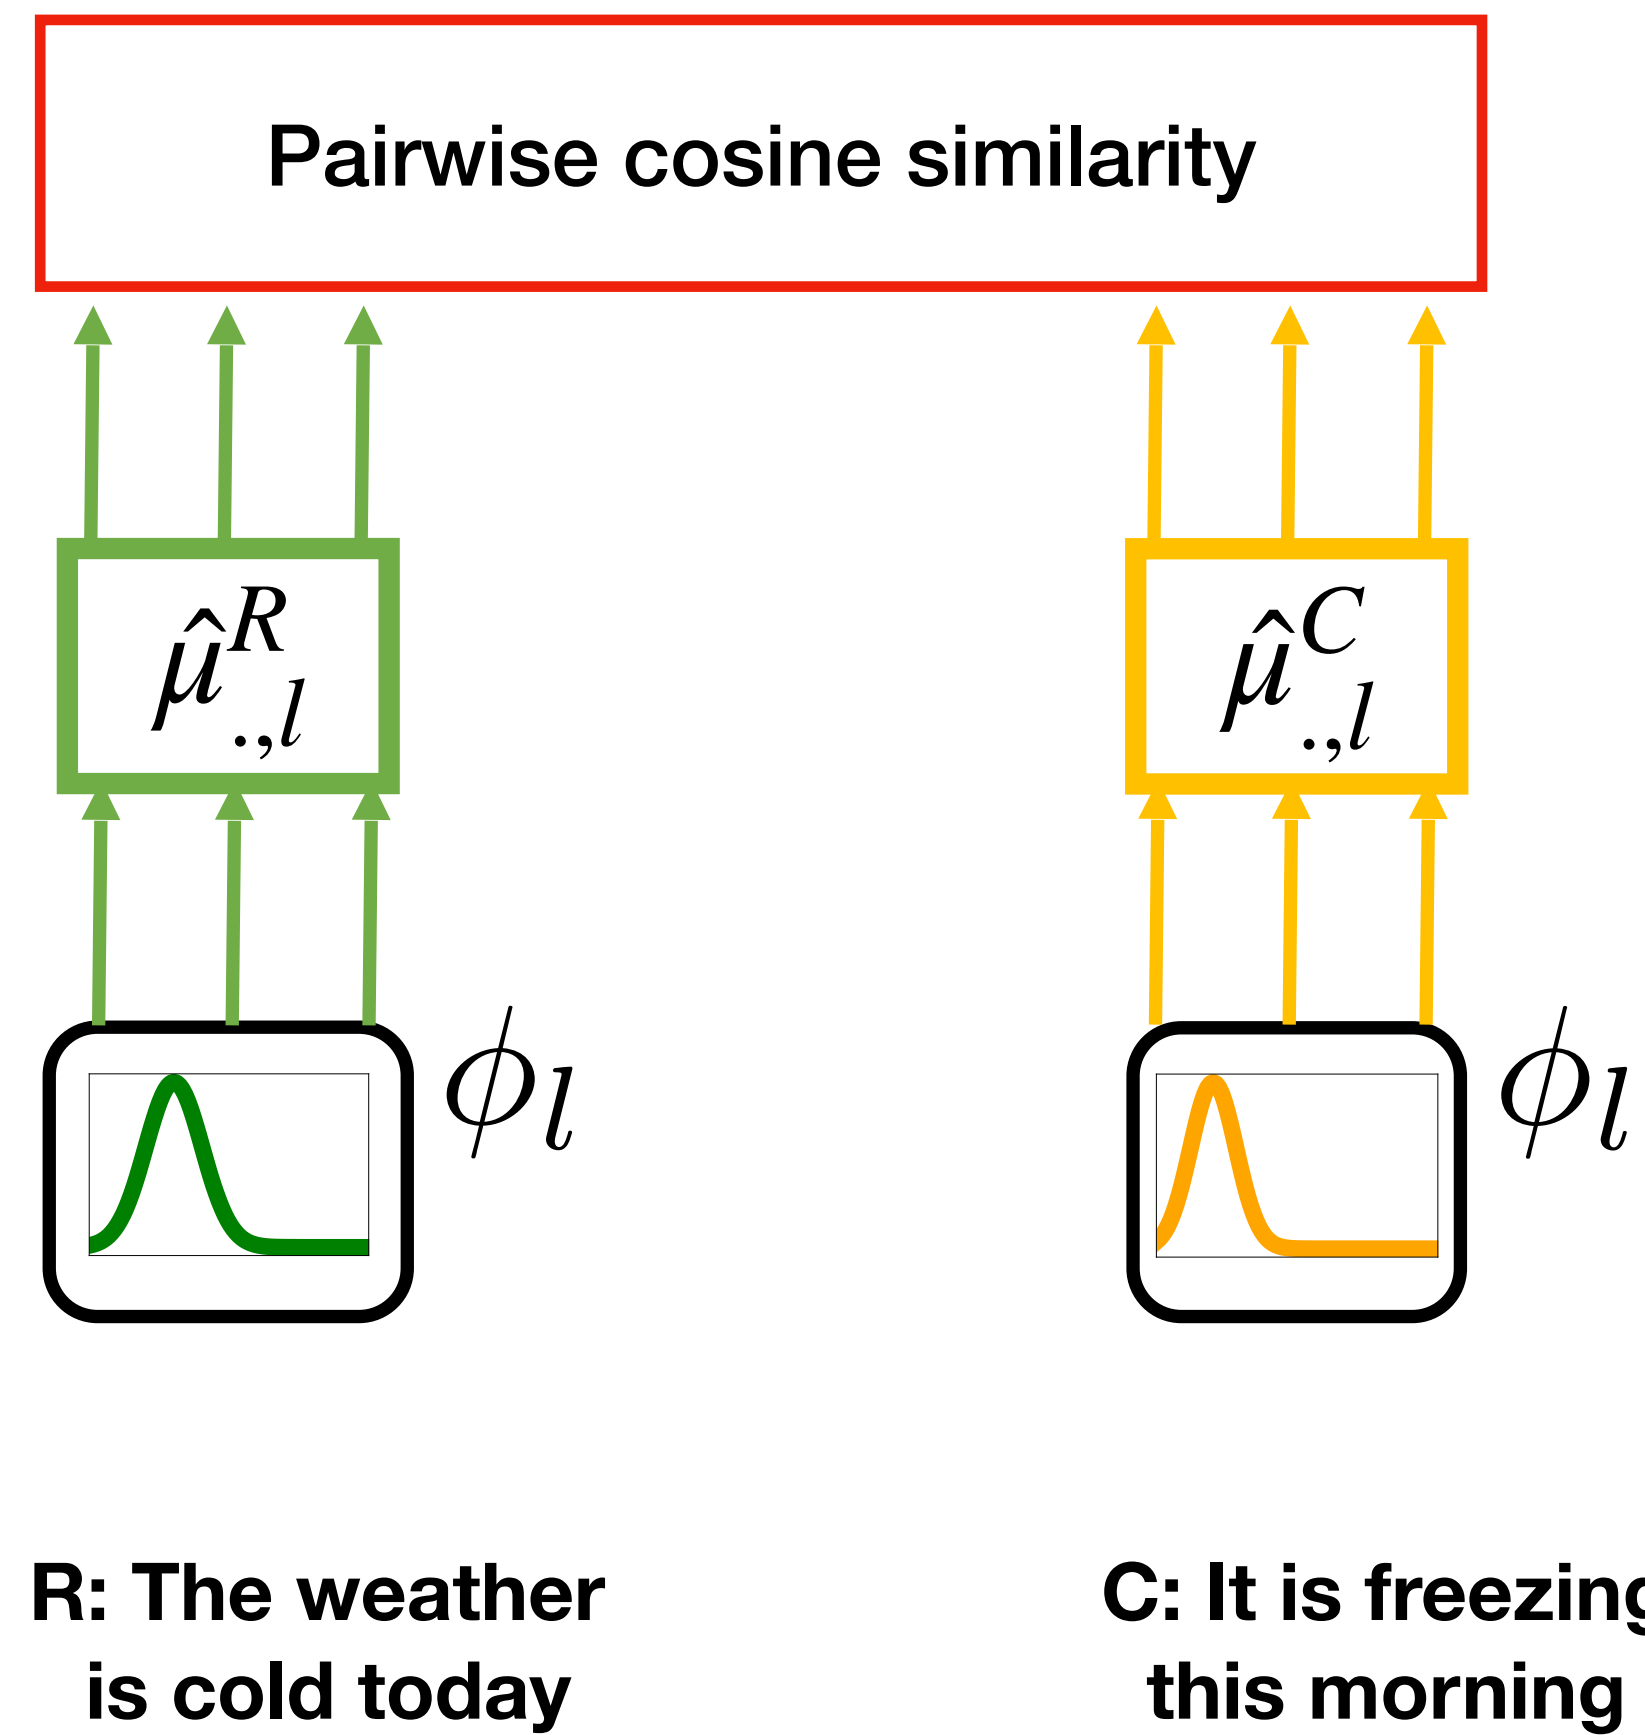 Pairwise cosine similarity
μ̂^R_{.,l}
μ̂^C_{.,l}
ϕ_l
ϕ_l
R: The weather
is cold today
C: It is freezing
this morning